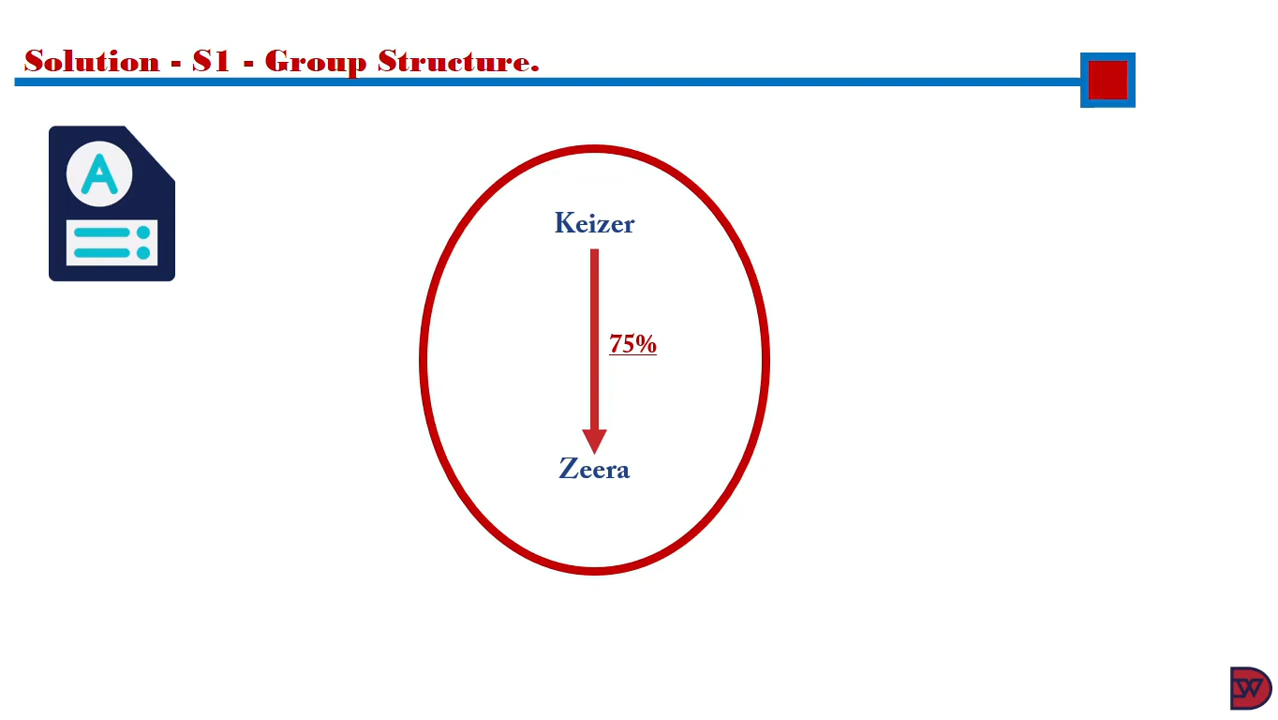 Solution - S1 - Group Structure.
A
Keizer
75%
Zeera